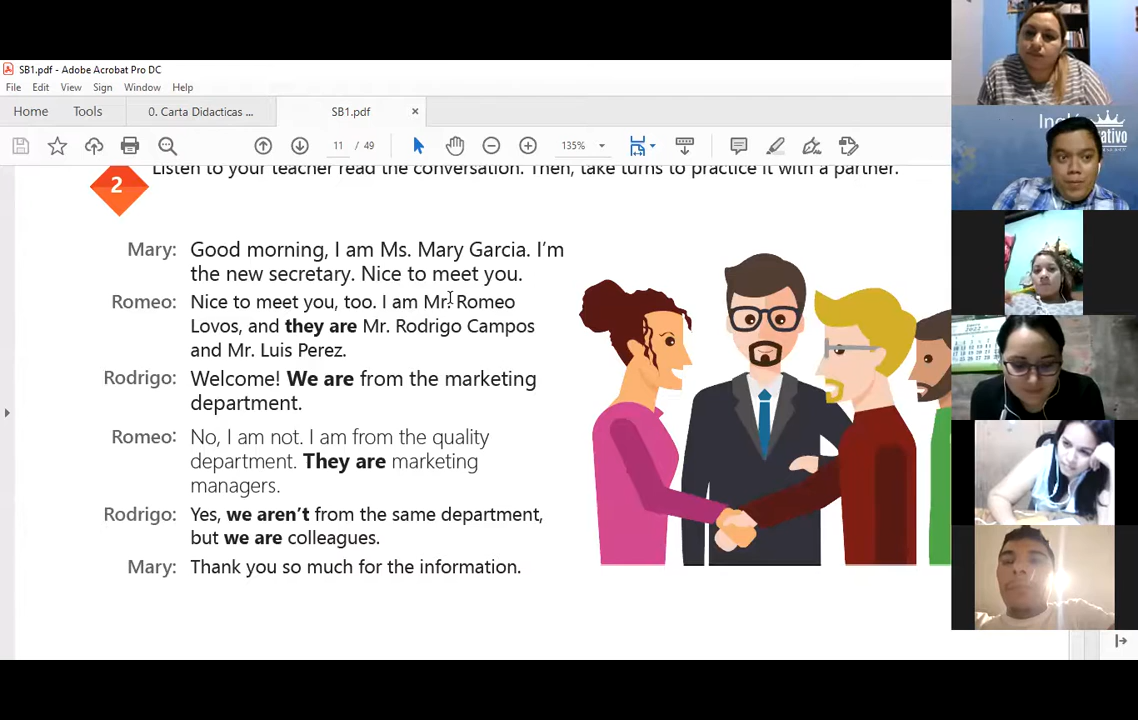 SB1.pdf - Adobe Acrobat Pro DC
File Edit View Window Help
Home Tools 0. Carta Didacticas ... SB1.pdf ×
11 / 49 135%
2 Listen to your teacher read the conversation. Then, take turns to practice it with a partner.
Mary: Good morning, I am Ms. Mary Garcia. I'm
the new secretary. Nice to meet you.
Romeo: Nice to meet you, too. I am Mr. Romeo
Lovos, and they are Mr. Rodrigo Campos
and Mr. Luis Perez.
Rodrigo: Welcome! We are from the marketing
department.
Romeo: No, I am not. I am from the quality
department. They are marketing
managers.
Rodrigo: Yes, we aren't from the same department,
but we are colleagues.
Mary: Thank you so much for the information.